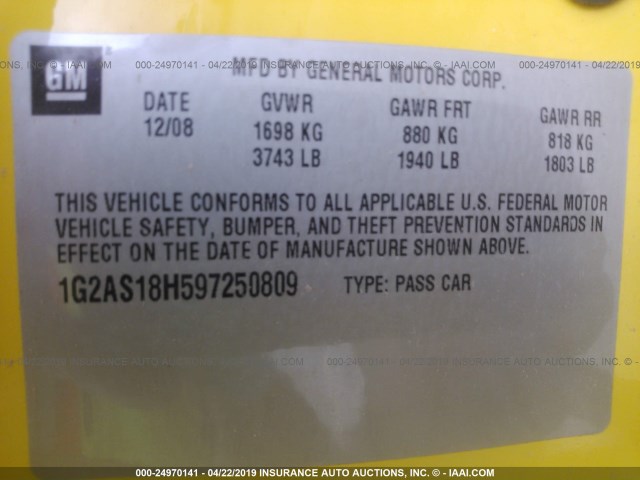 GM
MFD BY GENERAL MOTORS CORP.
DATE GVWR GAWR FRT GAWR RR
12/08 1698 KG 880 KG 818 KG
3743 LB 1940 LB 1803 LB
THIS VEHICLE CONFORMS TO ALL APPLICABLE U.S. FEDERAL MOTOR
VEHICLE SAFETY, BUMPER, AND THEFT PREVENTION STANDARDS IN
EFFECT ON THE DATE OF MANUFACTURE SHOWN ABOVE.
1G2AS18H597250809 TYPE: PASS CAR
000-24970141 - 04/22/2019 INSURANCE AUTO AUCTIONS, INC. - © IAAI.COM